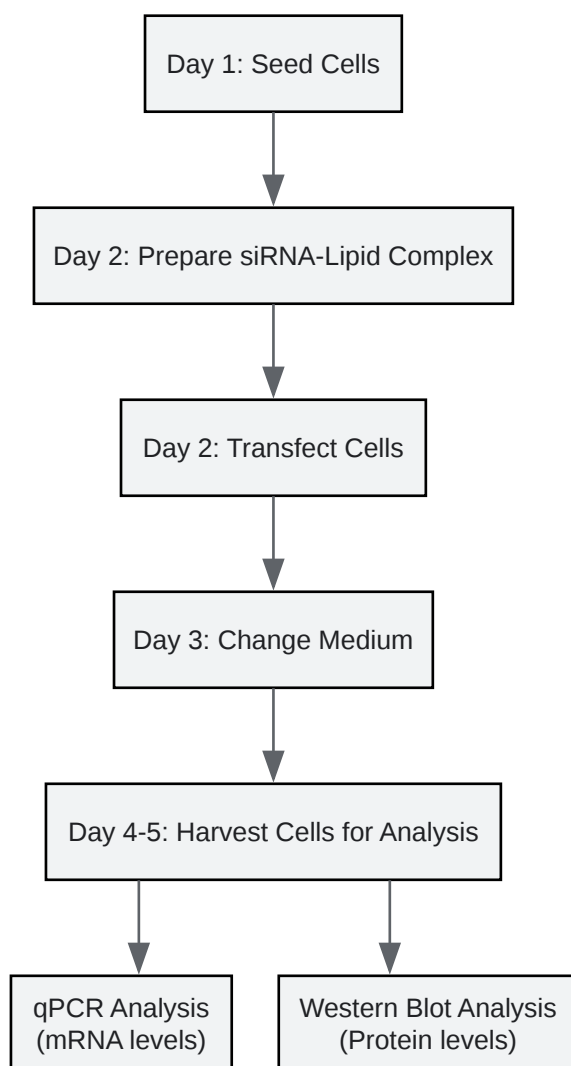 Day 1: Seed Cells
Day 2: Prepare siRNA-Lipid Complex
Day 2: Transfect Cells
Day 3: Change Medium
Day 4-5: Harvest Cells for Analysis
qPCR Analysis
(mRNA levels)
Western Blot Analysis
(Protein levels)